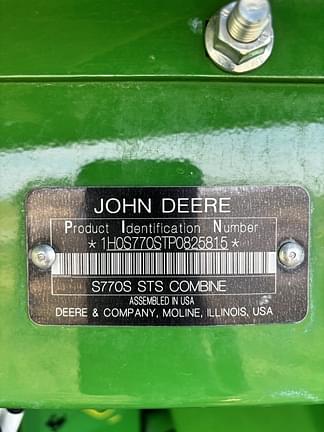 JOHN DEERE
Product Identification Number
*1H0S770STP0825815*
S770S STS COMBINE
ASSEMBLED IN USA
DEERE & COMPANY, MOLINE, ILLINOIS, USA